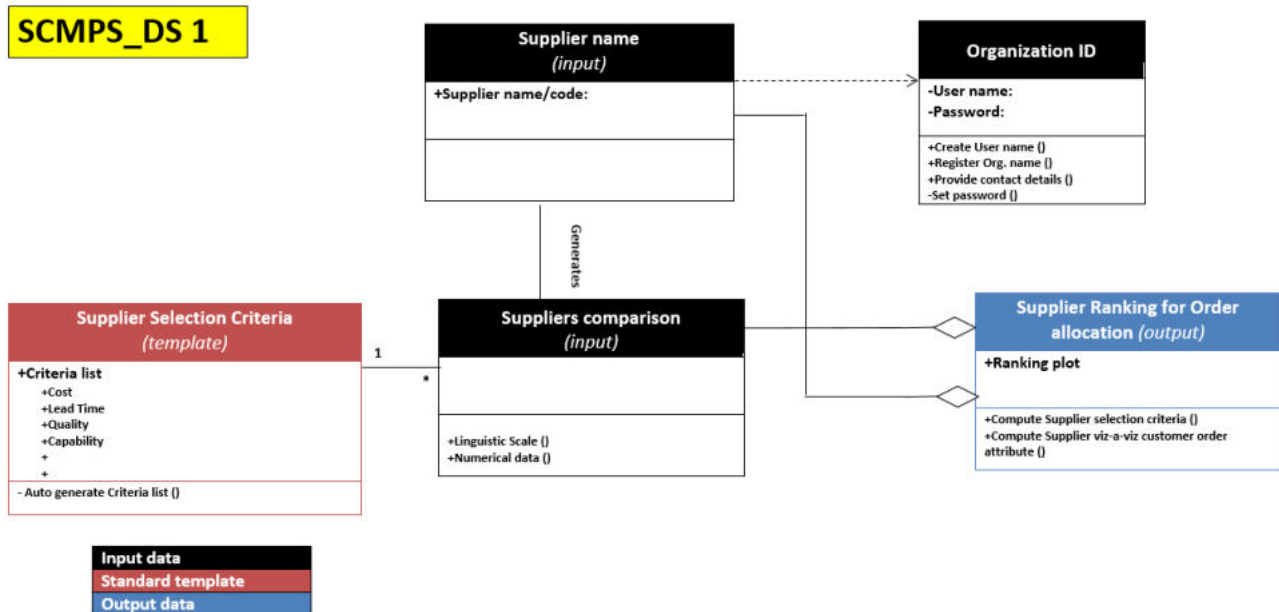 SCMPS_DS 1
Supplier name
(input)
+Supplier name/code:
Organization ID
-User name:
-Password:
+Create User name ()
+Register Org. name ()
+Provide contact details ()
-Set password ()
Generates
Supplier Selection Criteria
(template)
+Criteria list
+Cost
+Lead Time
+Quality
+Capability
+
+
- Auto generate Criteria list ()
1
*
Suppliers comparison
(input)
+Linguistic Scale ()
+Numerical data ()
Supplier Ranking for Order
allocation (output)
+Ranking plot
+Compute Supplier selection criteria ()
+Compute Supplier viz-a-viz customer order
attribute ()
Input data
Standard template
Output data